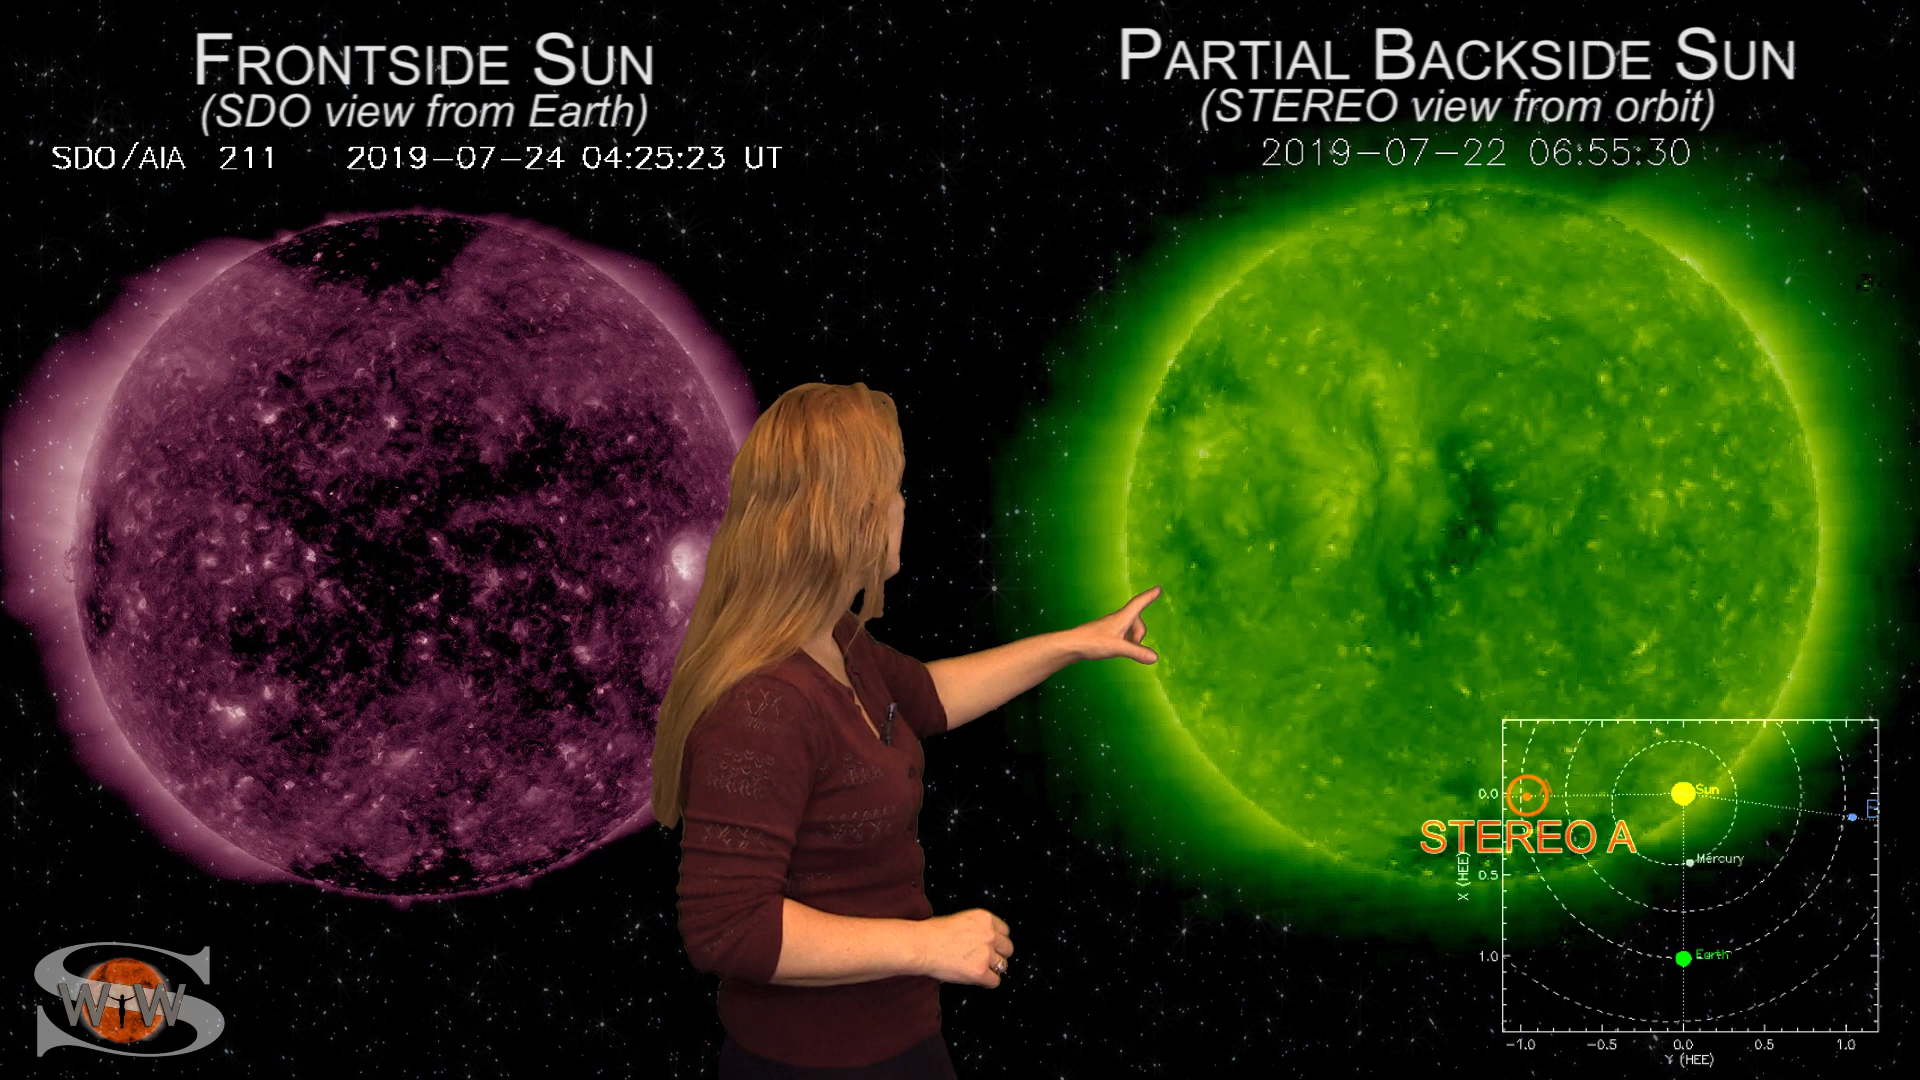 FRONTSIDE SUN
(SDO view from Earth)
SDO/AIA 211 2019-07-24 04:25:23 UT
PARTIAL BACKSIDE SUN
(STEREO view from orbit)
2019-07-22 06:55:30
0.0
Sun
STEREO A
Mercury
0.5
X (HEE)
1.0
Earth
-1.0 -0.5 0.0 0.5 1.0
Y (HEE)
S
WW